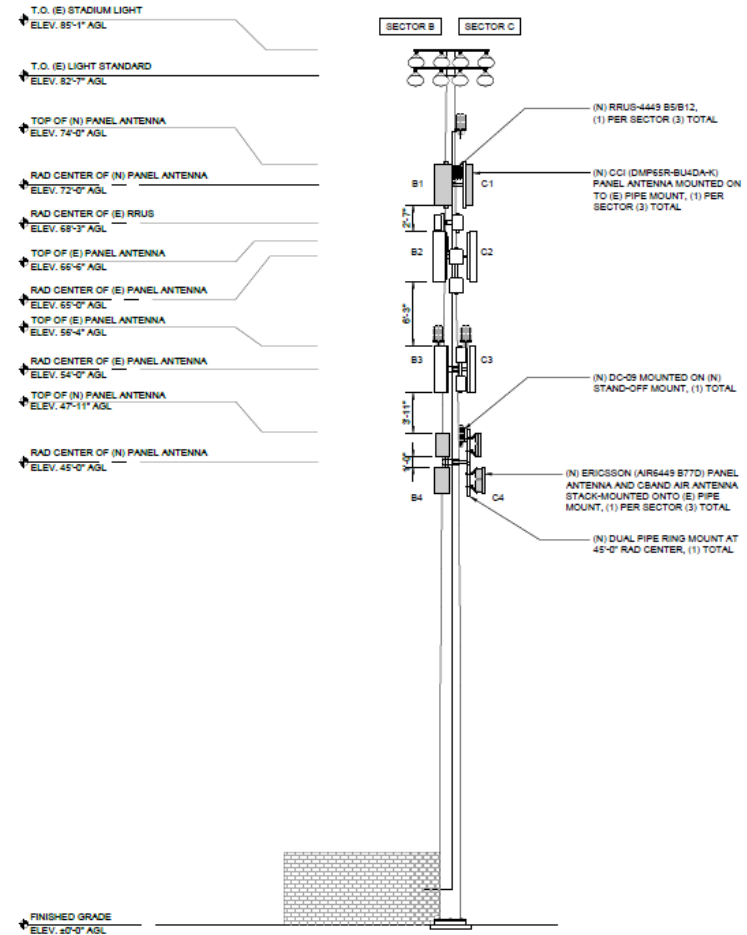 T.O. (E) STADIUM LIGHT
ELEV. 85'-1" AGL
T.O. (E) LIGHT STANDARD
ELEV. 82'-7" AGL
TOP OF (N) PANEL ANTENNA
ELEV. 74'-0" AGL
RAD CENTER OF (N) PANEL ANTENNA
ELEV. 72'-0" AGL
RAD CENTER OF (E) RRUS
ELEV. 68'-3" AGL
TOP OF (E) PANEL ANTENNA
ELEV. 66'-6" AGL
RAD CENTER OF (E) PANEL ANTENNA
ELEV. 65'-0" AGL
TOP OF (E) PANEL ANTENNA
ELEV. 56'-4" AGL
RAD CENTER OF (E) PANEL ANTENNA
ELEV. 54'-0" AGL
TOP OF (N) PANEL ANTENNA
ELEV. 47'-11" AGL
RAD CENTER OF (N) PANEL ANTENNA
ELEV. 45'-0" AGL
FINISHED GRADE
ELEV. ±0'-0" AGL
SECTOR B
SECTOR C
B1
C1
2'-7"
B2
C2
6'-3"
B3
C3
3'-11"
B4
C4
(N) RRUS-4449 B5/B12,
(1) PER SECTOR (3) TOTAL
(N) CCI (DMP65R-BU4DA-K)
PANEL ANTENNA MOUNTED ON
TO (E) PIPE MOUNT, (1) PER
SECTOR (3) TOTAL
(N) DC-09 MOUNTED ON (N)
STAND-OFF MOUNT, (1) TOTAL
(N) ERICSSON (AIR6449 B77D) PANEL
ANTENNA AND CBAND AIR ANTENNA
STACK-MOUNTED ONTO (E) PIPE
MOUNT, (1) PER SECTOR (3) TOTAL
(N) DUAL PIPE RING MOUNT AT
45'-0" RAD CENTER, (1) TOTAL